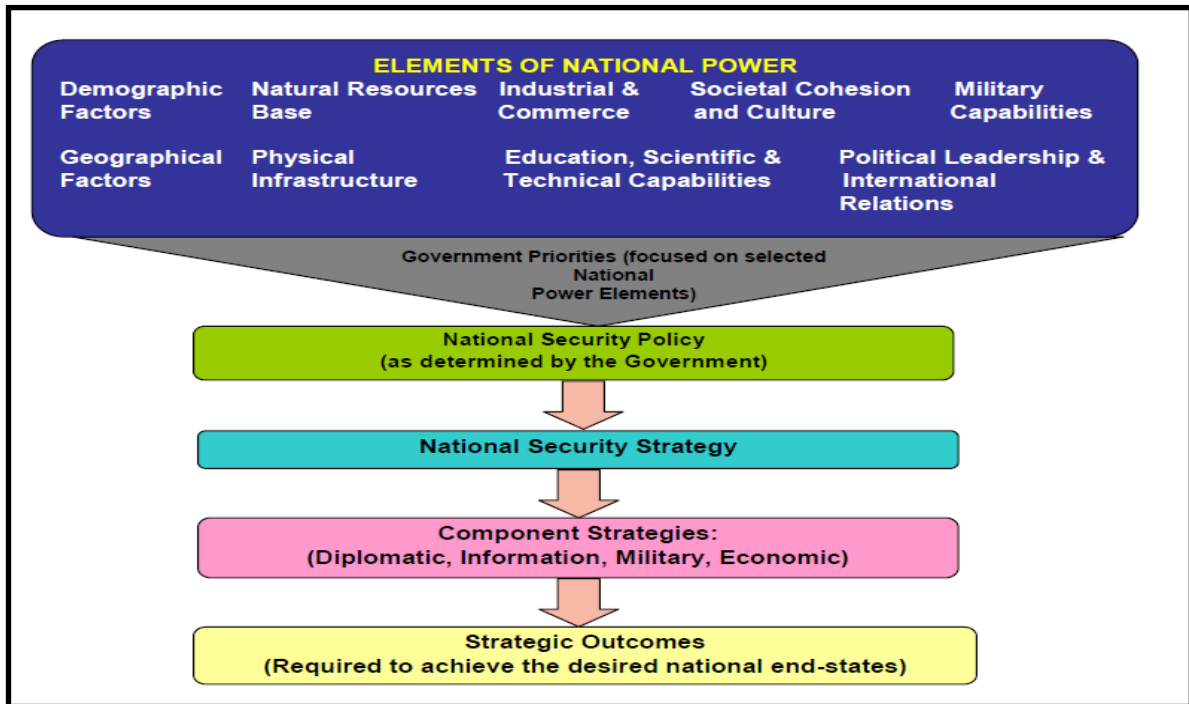 ELEMENTS OF NATIONAL POWER
Demographic Factors
Natural Resources Base
Industrial & Commerce
Societal Cohesion and Culture
Military Capabilities
Geographical Factors
Physical Infrastructure
Education, Scientific & Technical Capabilities
Political Leadership & International Relations
Government Priorities (focused on selected
National
Power Elements)
National Security Policy
(as determined by the Government)
National Security Strategy
Component Strategies:
(Diplomatic, Information, Military, Economic)
Strategic Outcomes
(Required to achieve the desired national end-states)